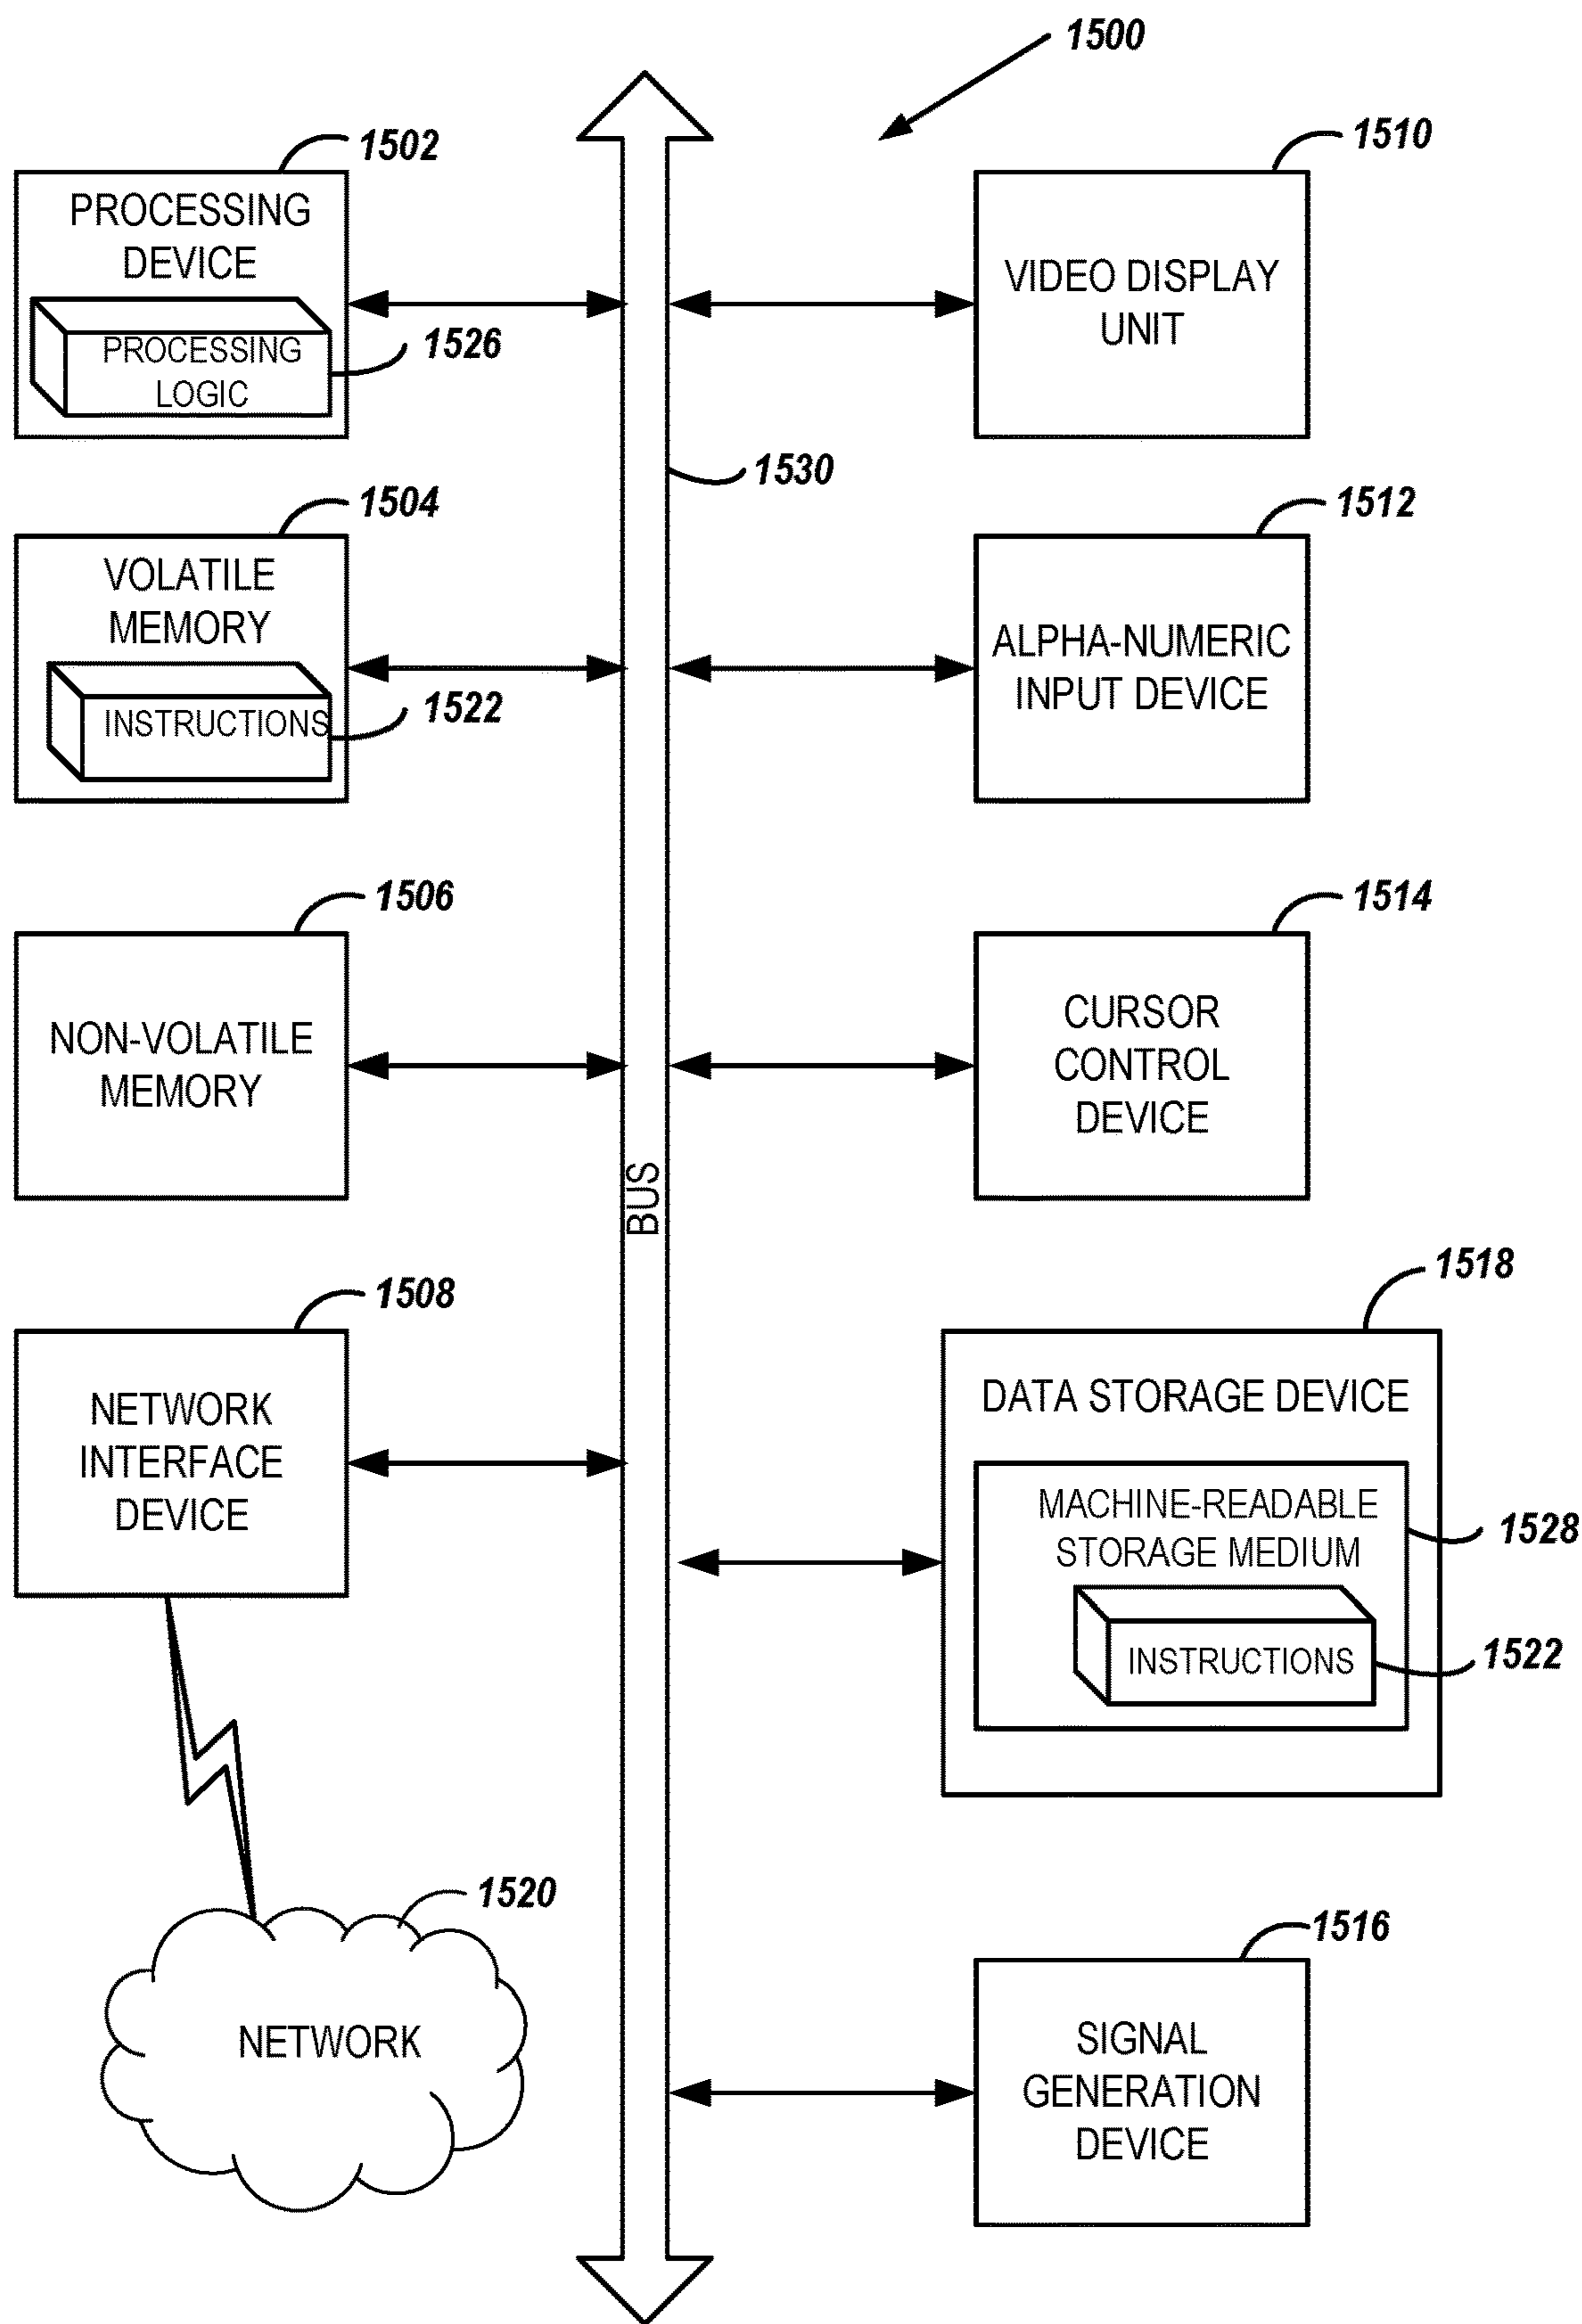 1500
1502
PROCESSING
DEVICE
PROCESSING
LOGIC
1526
1510
VIDEO DISPLAY
UNIT
1530
1504
VOLATILE
MEMORY
INSTRUCTIONS
1522
1512
ALPHA-NUMERIC
INPUT DEVICE
1506
NON-VOLATILE
MEMORY
1514
CURSOR
CONTROL
DEVICE
BUS
1508
NETWORK
INTERFACE
DEVICE
1518
DATA STORAGE DEVICE
MACHINE-READABLE
STORAGE MEDIUM
1528
INSTRUCTIONS
1522
1520
NETWORK
1516
SIGNAL
GENERATION
DEVICE